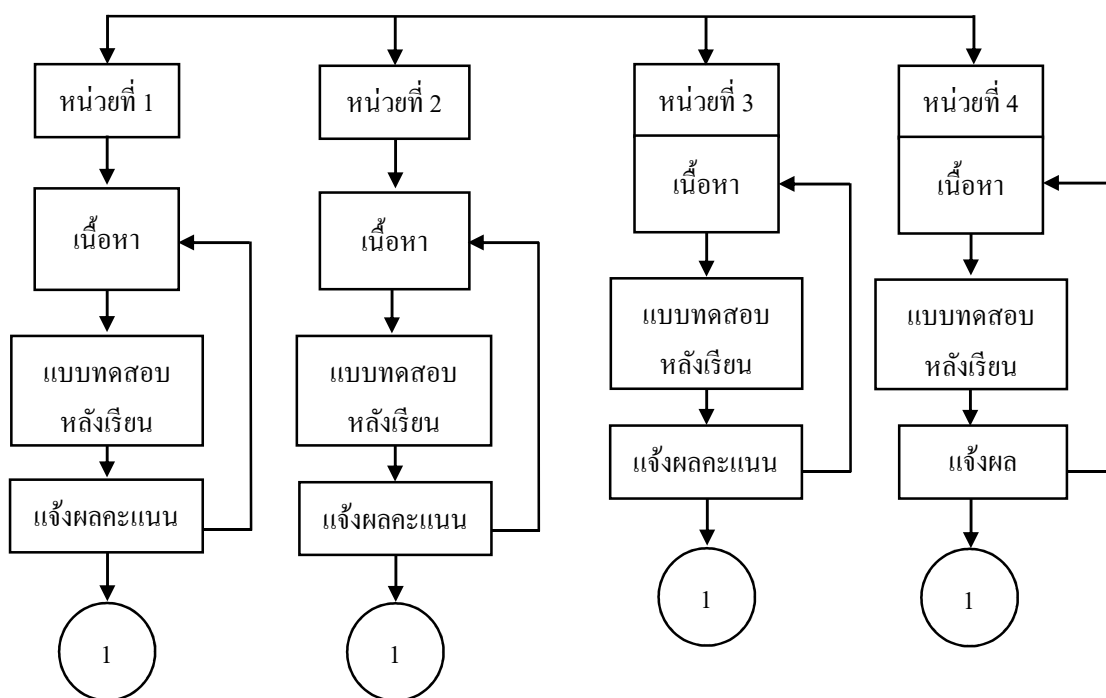 หน่วยที่ 1
เนื้อหา
แบบทดสอบ
หลังเรียน
แจ้งผลคะแนน
1
หน่วยที่ 2
เนื้อหา
แบบทดสอบ
หลังเรียน
แจ้งผลคะแนน
1
หน่วยที่ 3
เนื้อหา
แบบทดสอบ
หลังเรียน
แจ้งผลคะแนน
1
หน่วยที่ 4
เนื้อหา
แบบทดสอบ
หลังเรียน
แจ้งผล
1